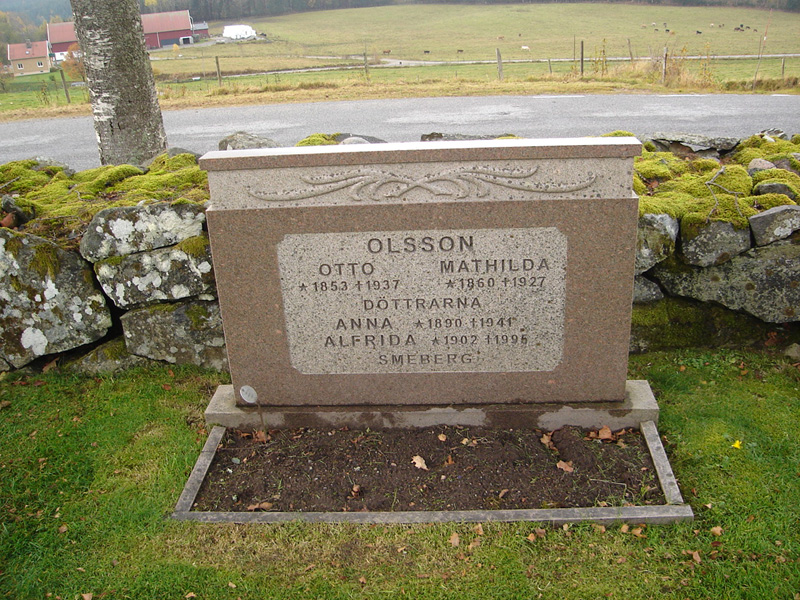 OLSSON
OTTO MATHILDA
*1853 †1937 *1860 †1927
DÖTTRARNA
ANNA *1890 †1941
ALFRIDA *1902 †1995
SMEBERG